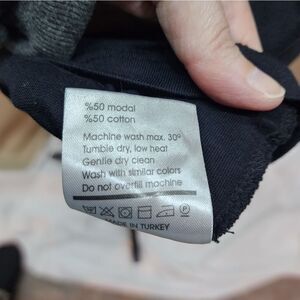 %50 modal
%50 cotton
Machine wash max. 30°
Tumble dry, low heat
Gentle dry clean
Wash with similar colors
Do not overfill machine
MADE IN TURKEY